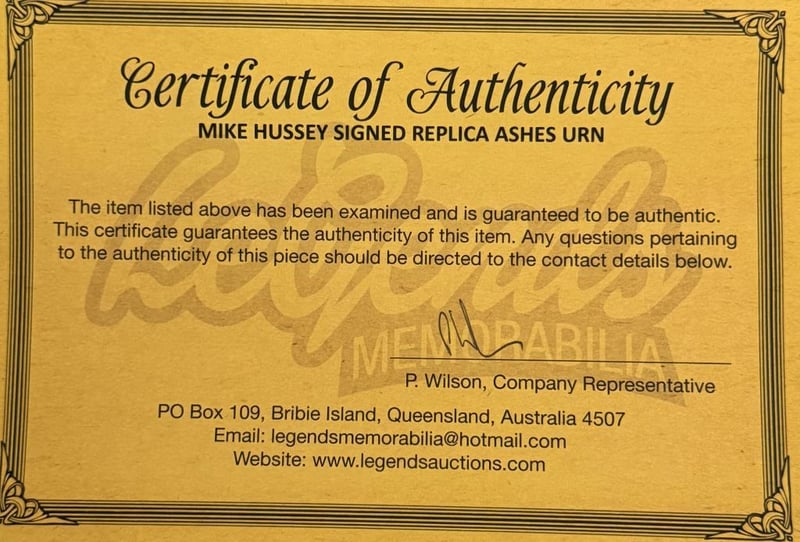 Certificate of Authenticity
MIKE HUSSEY SIGNED REPLICA ASHES URN
The item listed above has been examined and is guaranteed to be authentic.
This certificate guarantees the authenticity of this item. Any questions pertaining
to the authenticity of this piece should be directed to the contact details below.
Legends
MEMORABILIA
P. Wilson, Company Representative
PO Box 109, Bribie Island, Queensland, Australia 4507
Email: legendsmemorabilia@hotmail.com
Website: www.legendsauctions.com